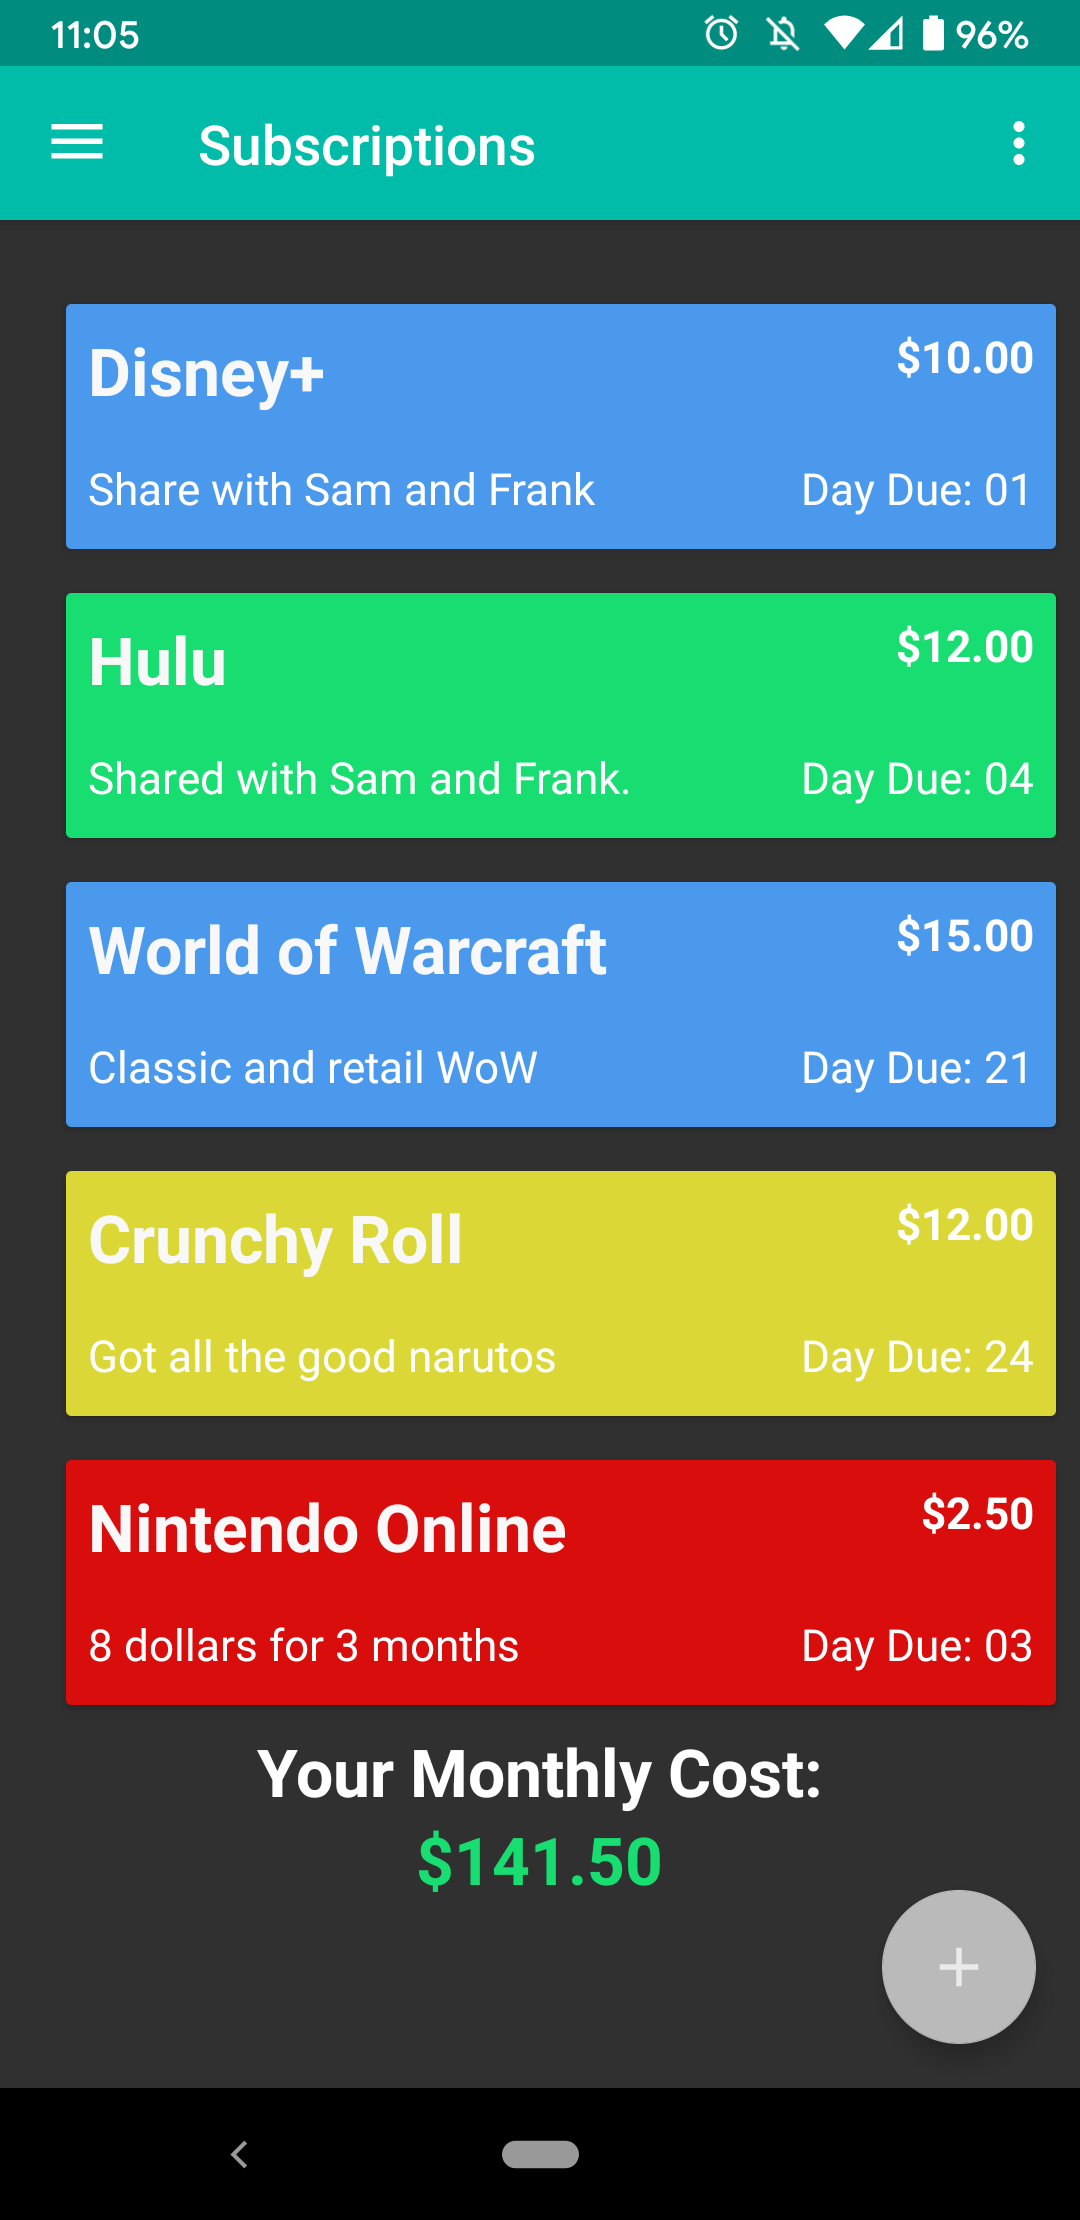 11:05
96%
Subscriptions
Disney+
$10.00
Share with Sam and Frank
Day Due: 01
Hulu
$12.00
Shared with Sam and Frank.
Day Due: 04
World of Warcraft
$15.00
Classic and retail WoW
Day Due: 21
Crunchy Roll
$12.00
Got all the good narutos
Day Due: 24
Nintendo Online
$2.50
8 dollars for 3 months
Day Due: 03
Your Monthly Cost:
$141.50